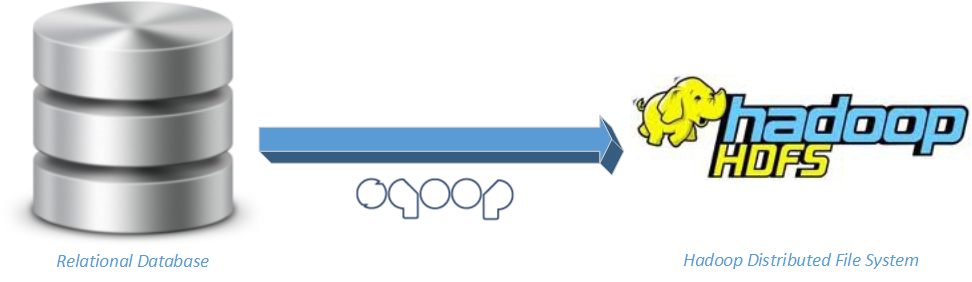 hadoop
HDFS
sqoop
Relational Database
Hadoop Distributed File System